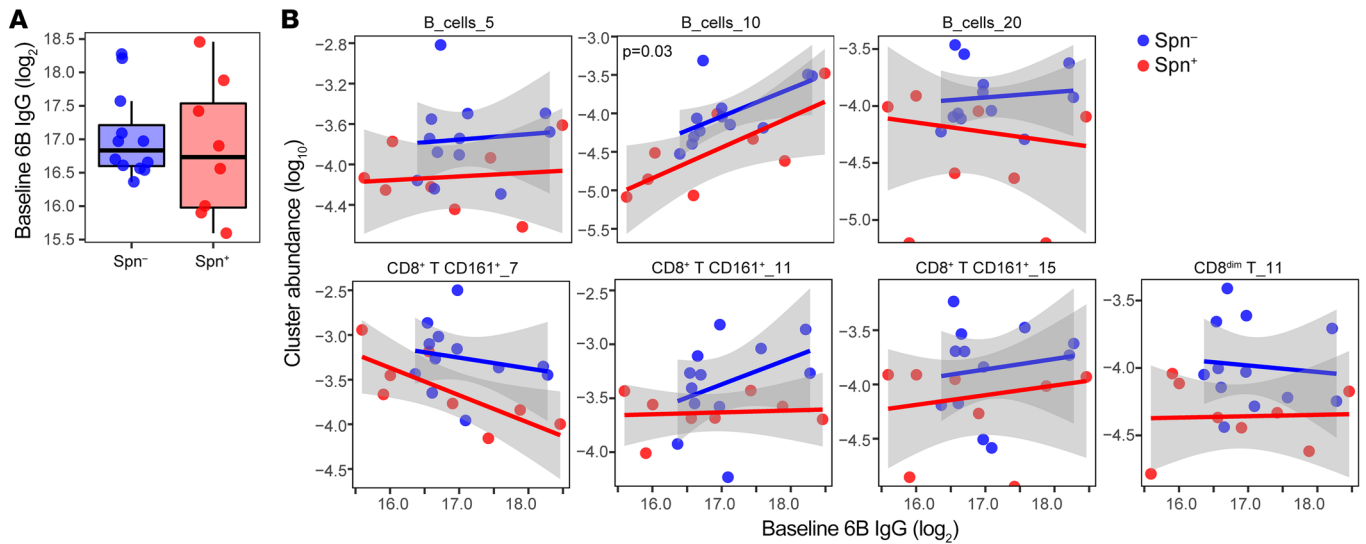 A
Baseline 6B IgG (log2)
18.5
18.0
17.5
17.0
16.5
16.0
15.5
Spn–
Spn+
B
Cluster abundance (log10)
B_cells_5
−2.8
−3.2
−3.6
−4.0
−4.4
B_cells_10
p=0.03
−3.0
−3.5
−4.0
−4.5
−5.0
−5.5
B_cells_20
−3.5
−4.0
−4.5
−5.0
Spn–
Spn+
CD8+ T CD161+_7
−2.5
−3.0
−3.5
−4.0
−4.5
16.0 17.0 18.0
CD8+ T CD161+_11
−2.5
−3.0
−3.5
−4.0
16.0 17.0 18.0
CD8+ T CD161+_15
−3.5
−4.0
−4.5
16.0 17.0 18.0
CD8dim T_11
−3.5
−4.0
−4.5
16.0 17.0 18.0
Baseline 6B IgG (log2)